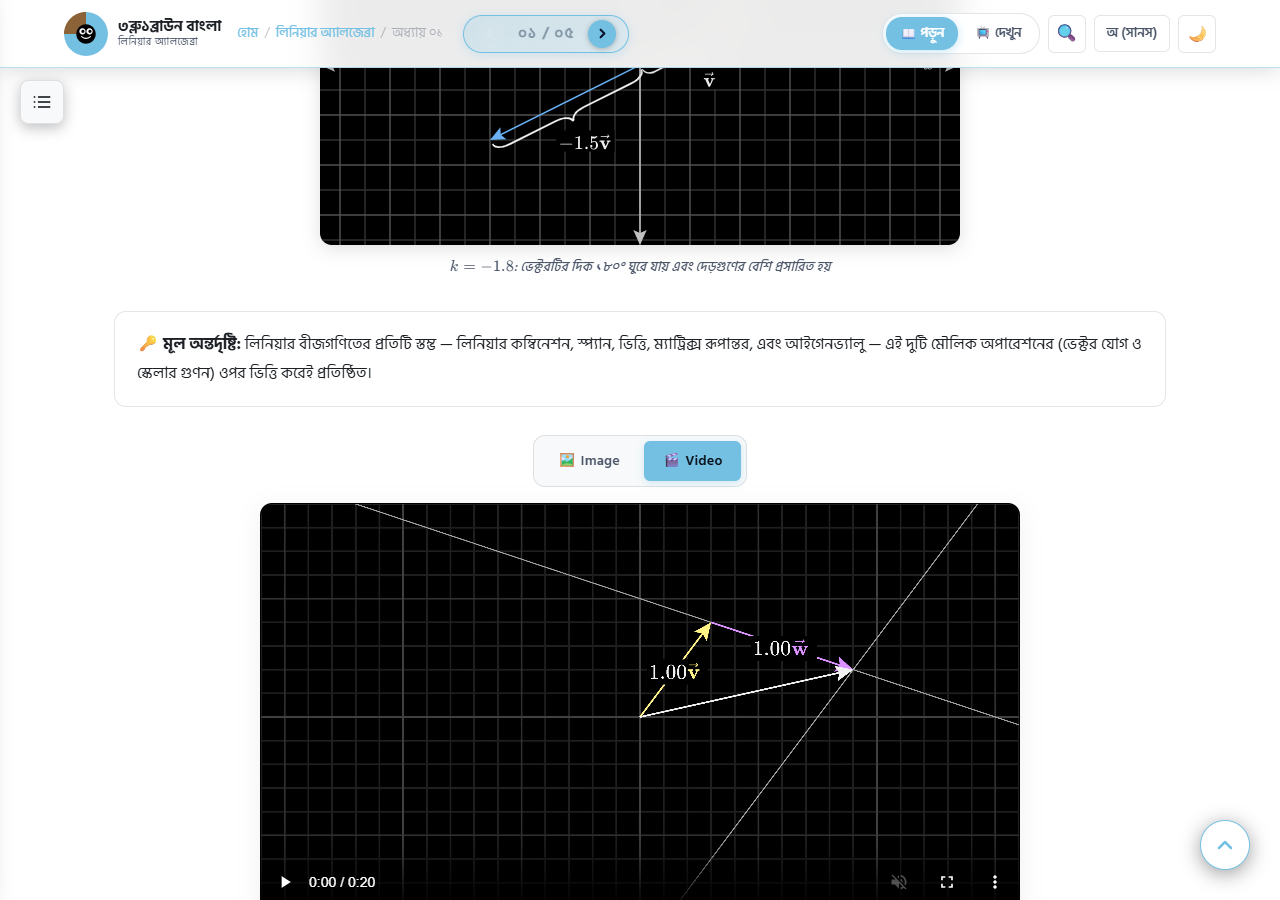 ৩ব্লু১ব্রাউন বাংলা
লিনিয়ার অ্যালজেব্রা
হোম / লিনিয়ার অ্যালজেব্রা / অধ্যায় ০১
০১ / ০৫
পড়ুন
দেখুন
অ (সানস)
v⃗
−1.5v⃗
k = −1.8: ভেক্টরটির দিক ১৮০° ঘুরে যায় এবং দেড়গুণের বেশি প্রসারিত হয়
🔑 মূল অন্তর্দৃষ্টি: লিনিয়ার বীজগণিতের প্রতিটি স্তম্ভ — লিনিয়ার কম্বিনেশন, স্প্যান, ভিত্তি, ম্যাট্রিক্স রূপান্তর, এবং আইগেনভ্যালু — এই দুটি মৌলিক অপারেশনের (ভেক্টর যোগ ও
স্কেলার গুণন) ওপর ভিত্তি করেই প্রতিষ্ঠিত।
Image
Video
1.00w⃗
1.00v⃗
0:00 / 0:20